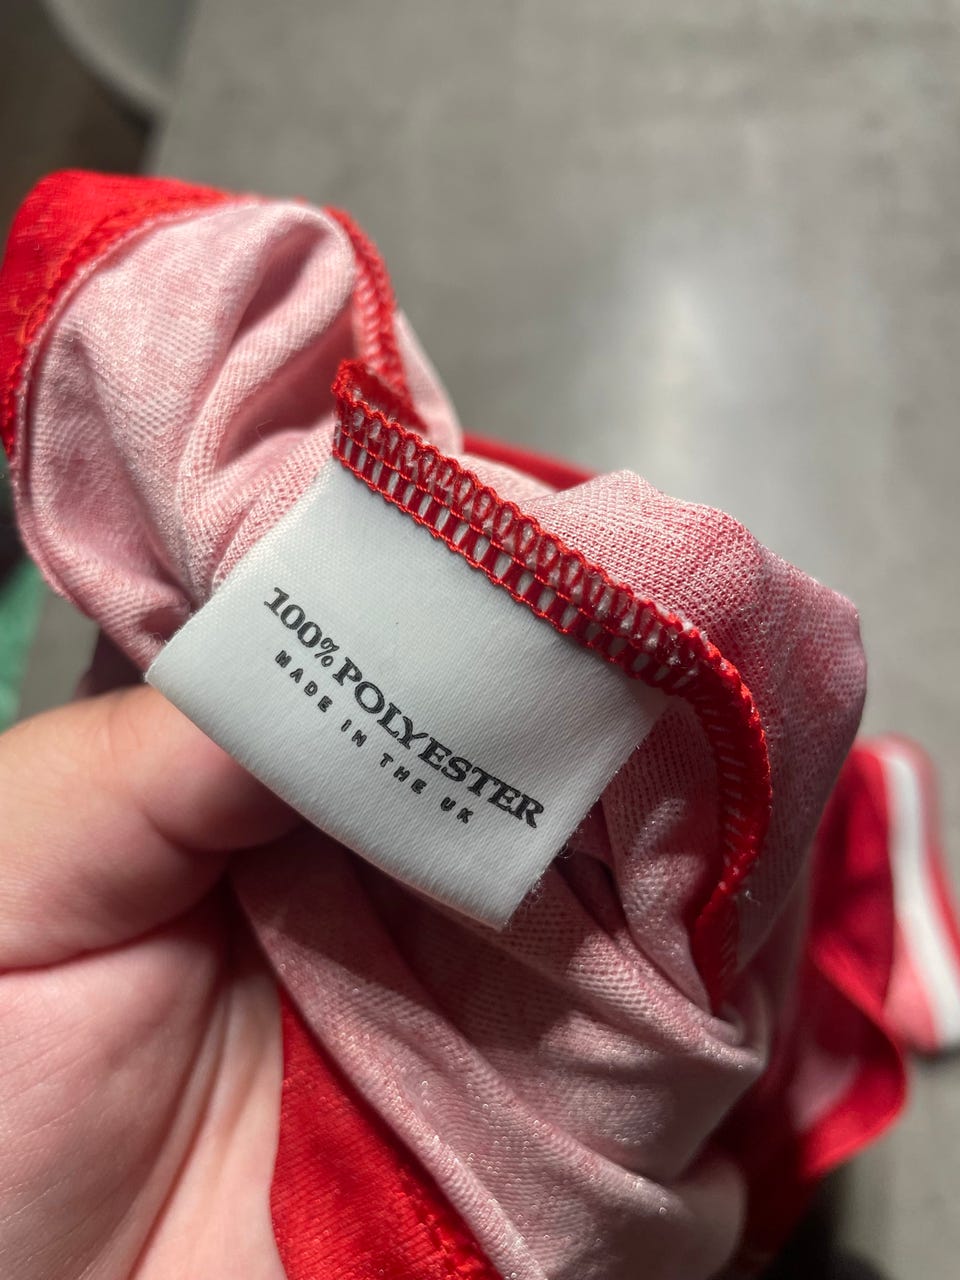 100% POLYESTER
MADE IN THE UK